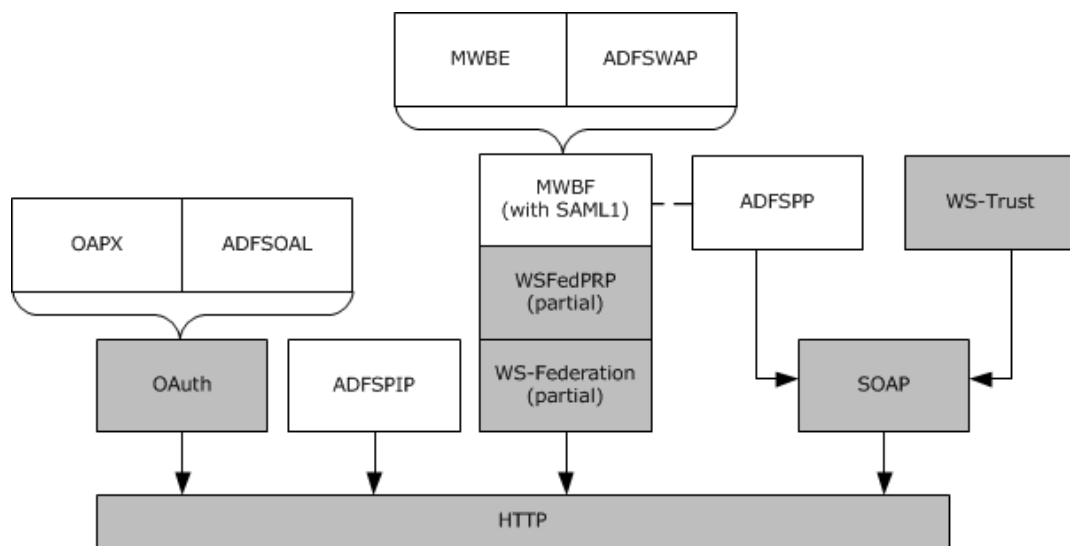 MWBE
ADFSWAP
MWBF
(with SAML1)
ADFSPP
WS-Trust
OAPX
ADFSOAL
WSFedPRP
(partial)
OAuth
ADFSPIP
WS-Federation
(partial)
SOAP
HTTP